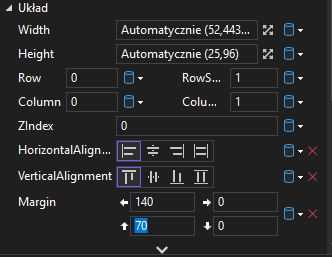 Układ
Width Automatycznie (52,443...
Height Automatycznie (25,96)
Row 0 RowS... 1
Column 0 Colu... 1
ZIndex 0
HorizontalAlign...
VerticalAlignment
Margin 140 0
70 0